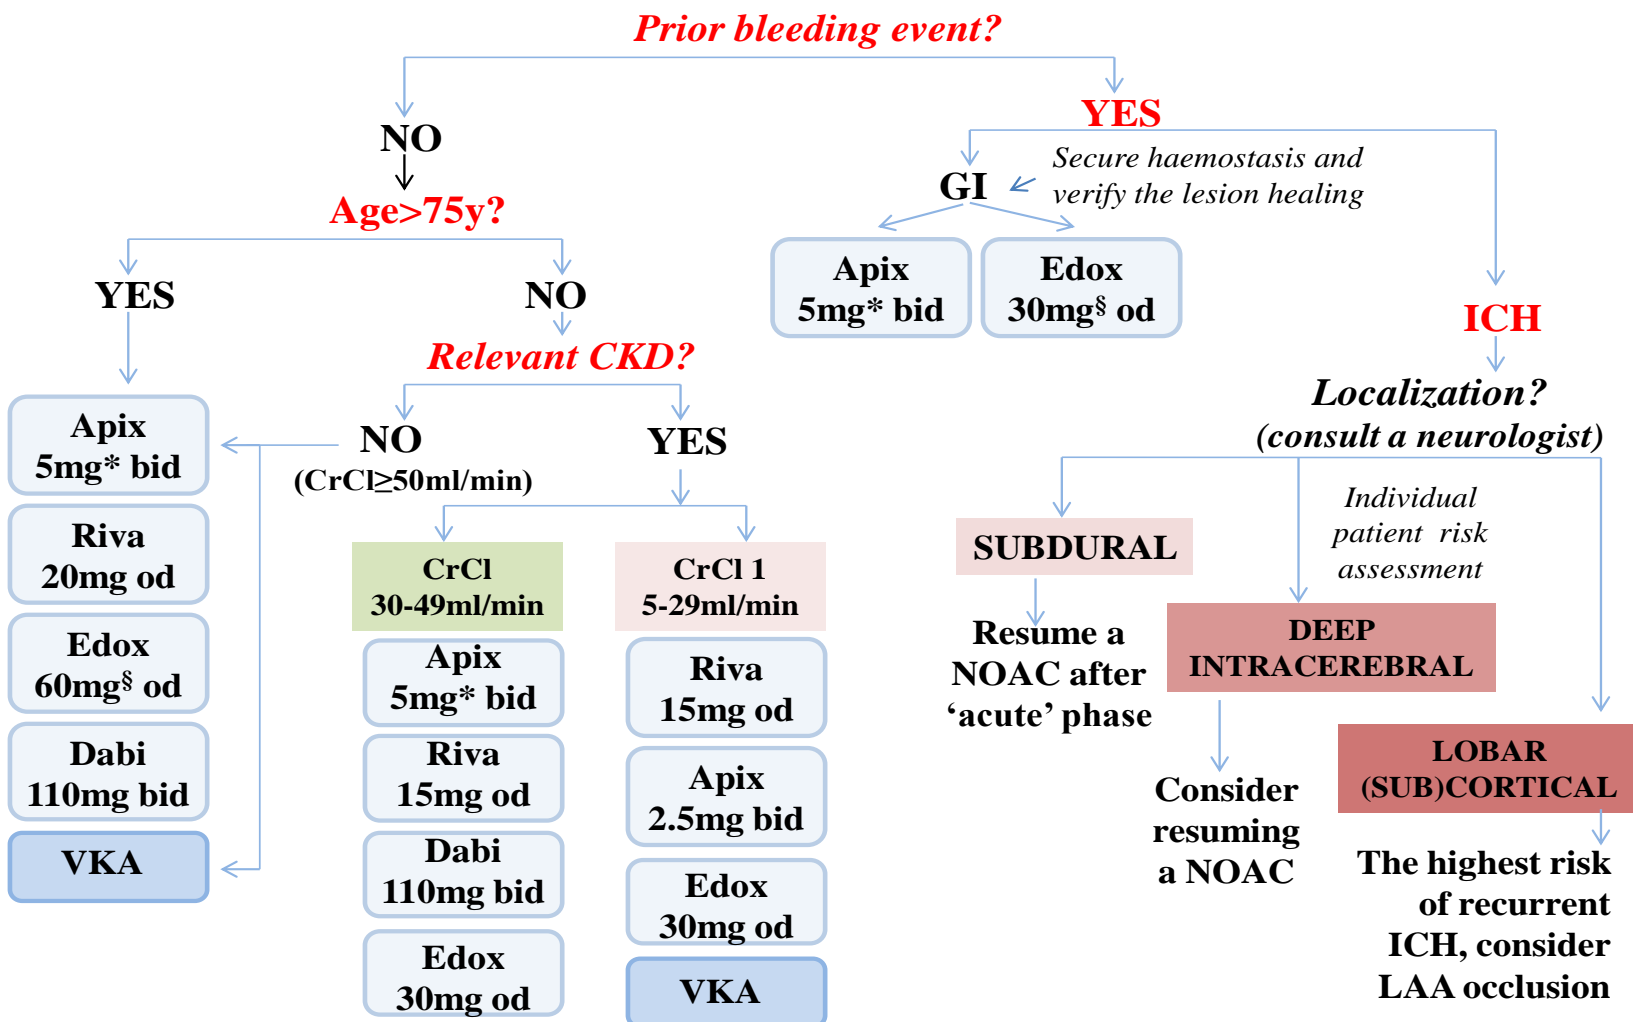 Prior bleeding event?
NO
YES
Age>75y?
Secure haemostasis and
verify the lesion healing
GI
YES
NO
Apix
5mg* bid
Edox
30mg§ od
ICH
Relevant CKD?
Localization?
(consult a neurologist)
NO
(CrCl≥50ml/min)
YES
Apix
5mg* bid
Riva
20mg od
Edox
60mg§ od
Dabi
110mg bid
VKA
CrCl
30-49ml/min
Apix
5mg* bid
Riva
15mg od
Dabi
110mg bid
Edox
30mg od
CrCl 1
5-29ml/min
Riva
15mg od
Apix
2.5mg bid
Edox
30mg od
VKA
Individual
patient risk
assessment
SUBDURAL
Resume a
NOAC after
‘acute’ phase
DEEP
INTRACEREBRAL
Consider
resuming
a NOAC
LOBAR
(SUB)CORTICAL
The highest risk
of recurrent
ICH, consider
LAA occlusion